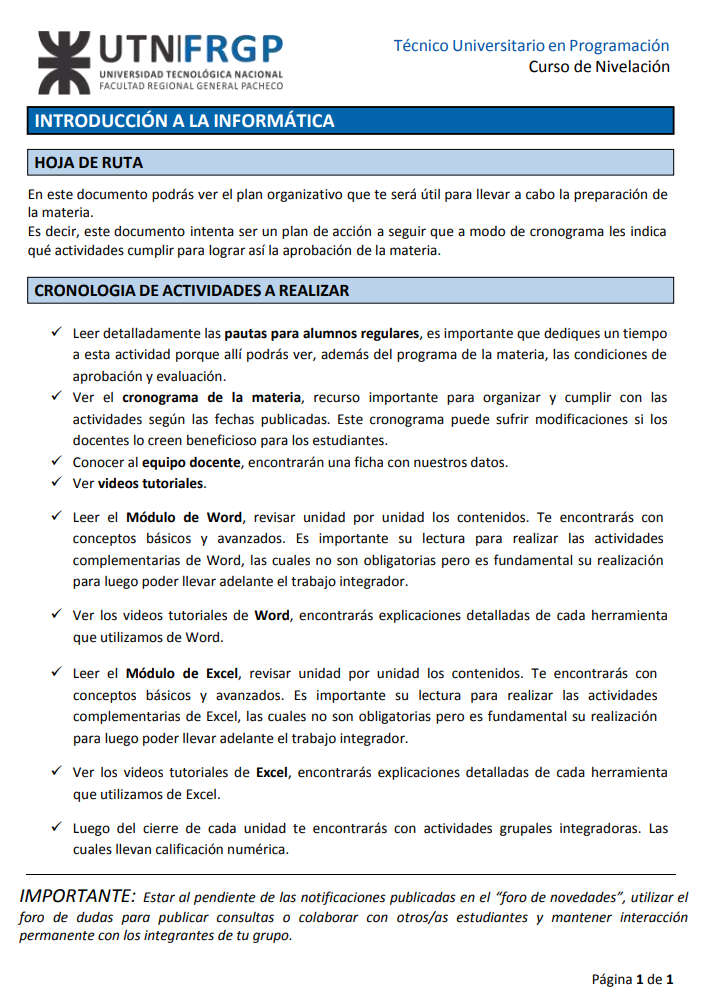 UTN|FRGP
UNIVERSIDAD TECNOLÓGICA NACIONAL
FACULTAD REGIONAL GENERAL PACHECO
Técnico Universitario en Programación
Curso de Nivelación
INTRODUCCIÓN A LA INFORMÁTICA
HOJA DE RUTA
En este documento podrás ver el plan organizativo que te será útil para llevar a cabo la preparación de
la materia.
Es decir, este documento intenta ser un plan de acción a seguir que a modo de cronograma les indica
qué actividades cumplir para lograr así la aprobación de la materia.
CRONOLOGIA DE ACTIVIDADES A REALIZAR
✓ Leer detalladamente las pautas para alumnos regulares, es importante que dediques un tiempo
a esta actividad porque allí podrás ver, además del programa de la materia, las condiciones de
aprobación y evaluación.
✓ Ver el cronograma de la materia, recurso importante para organizar y cumplir con las
actividades según las fechas publicadas. Este cronograma puede sufrir modificaciones si los
docentes lo creen beneficioso para los estudiantes.
✓ Conocer al equipo docente, encontrarán una ficha con nuestros datos.
✓ Ver videos tutoriales.
✓ Leer el Módulo de Word, revisar unidad por unidad los contenidos. Te encontrarás con
conceptos básicos y avanzados. Es importante su lectura para realizar las actividades
complementarias de Word, las cuales no son obligatorias pero es fundamental su realización
para luego poder llevar adelante el trabajo integrador.
✓ Ver los videos tutoriales de Word, encontrarás explicaciones detalladas de cada herramienta
que utilizamos de Word.
✓ Leer el Módulo de Excel, revisar unidad por unidad los contenidos. Te encontrarás con
conceptos básicos y avanzados. Es importante su lectura para realizar las actividades
complementarias de Excel, las cuales no son obligatorias pero es fundamental su realización
para luego poder llevar adelante el trabajo integrador.
✓ Ver los videos tutoriales de Excel, encontrarás explicaciones detalladas de cada herramienta
que utilizamos de Excel.
✓ Luego del cierre de cada unidad te encontrarás con actividades grupales integradoras. Las
cuales llevan calificación numérica.
IMPORTANTE: Estar al pendiente de las notificaciones publicadas en el “foro de novedades”, utilizar el
foro de dudas para publicar consultas o colaborar con otros/as estudiantes y mantener interacción
permanente con los integrantes de tu grupo.
Página 1 de 1